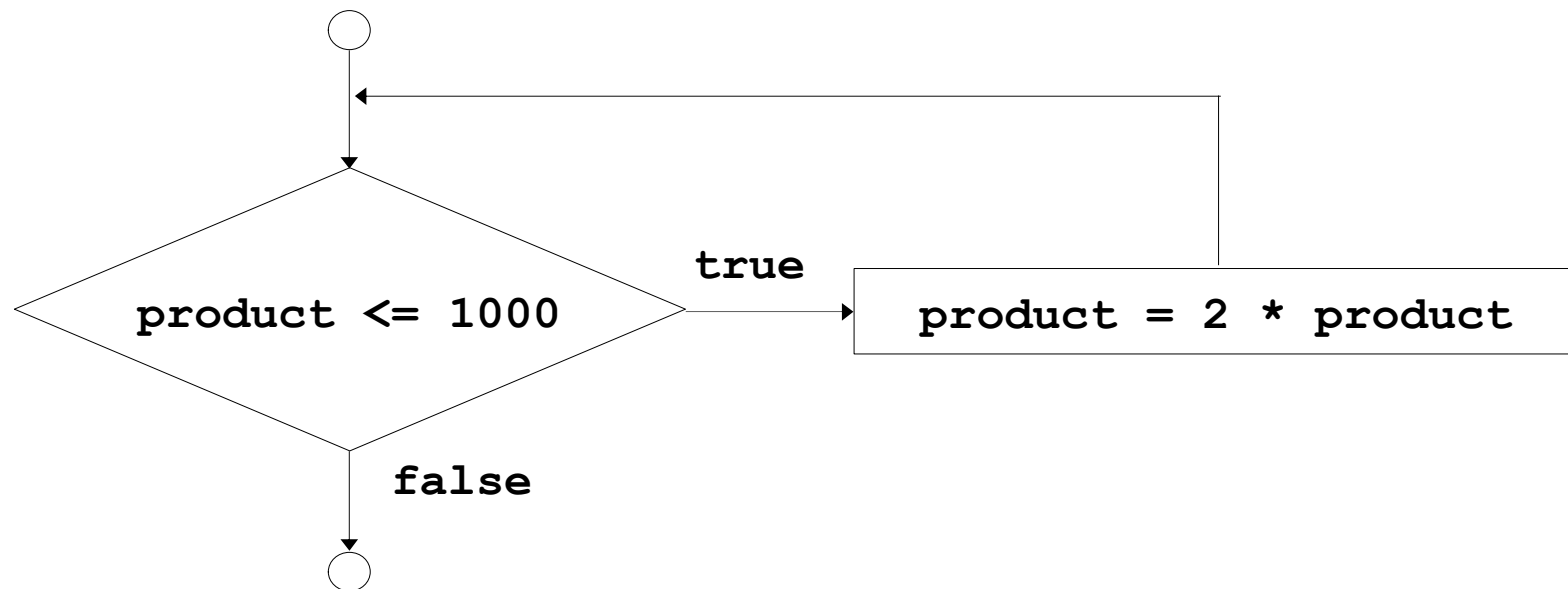 true
product <= 1000
product = 2 * product
false